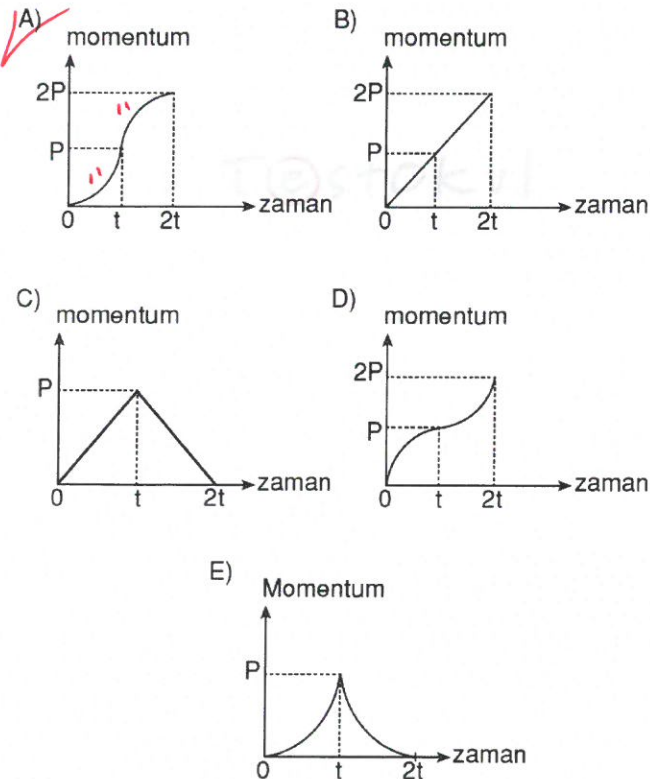 A)
momentum
2P
P
0 t 2t
zaman
B)
momentum
2P
P
0 t 2t
zaman
C)
momentum
P
0 t 2t
zaman
D)
momentum
2P
P
0 t 2t
zaman
E)
Momentum
P
0 t 2t
zaman